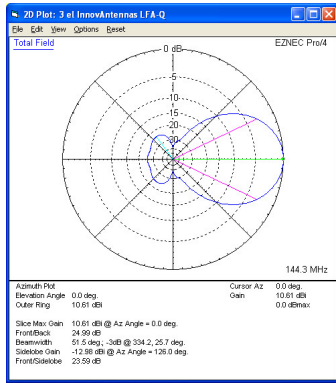 2D Plot: 3 el InnovAntennas LFA-Q
File Edit View Options Reset
Total Field
EZNEC Pro/4
0 dB
-5
-10
-15
-20
-30
144.3 MHz
Azimuth Plot
Elevation Angle 0.0 deg.
Outer Ring 10.61 dBi
Cursor Az 0.0 deg.
Gain 10.61 dBi
0.0 dBmax
Slice Max Gain 10.61 dBi @ Az Angle = 0.0 deg.
Front/Back 24.99 dB
Beamwidth 51.5 deg.; -3dB @ 334.2, 25.7 deg.
Sidelobe Gain -12.98 dBi @ Az Angle = 126.0 deg.
Front/Sidelobe 23.59 dB